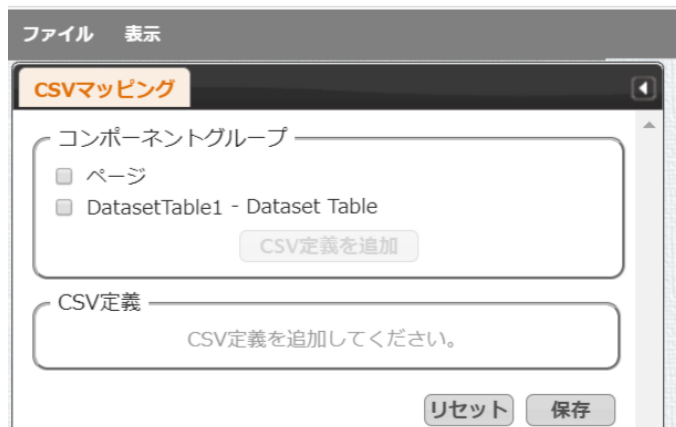 ファイル 表示
CSVマッピング
コンポーネントグループ
ページ
DatasetTable1 - Dataset Table
CSV定義を追加
CSV定義
CSV定義を追加してください。
リセット 保存